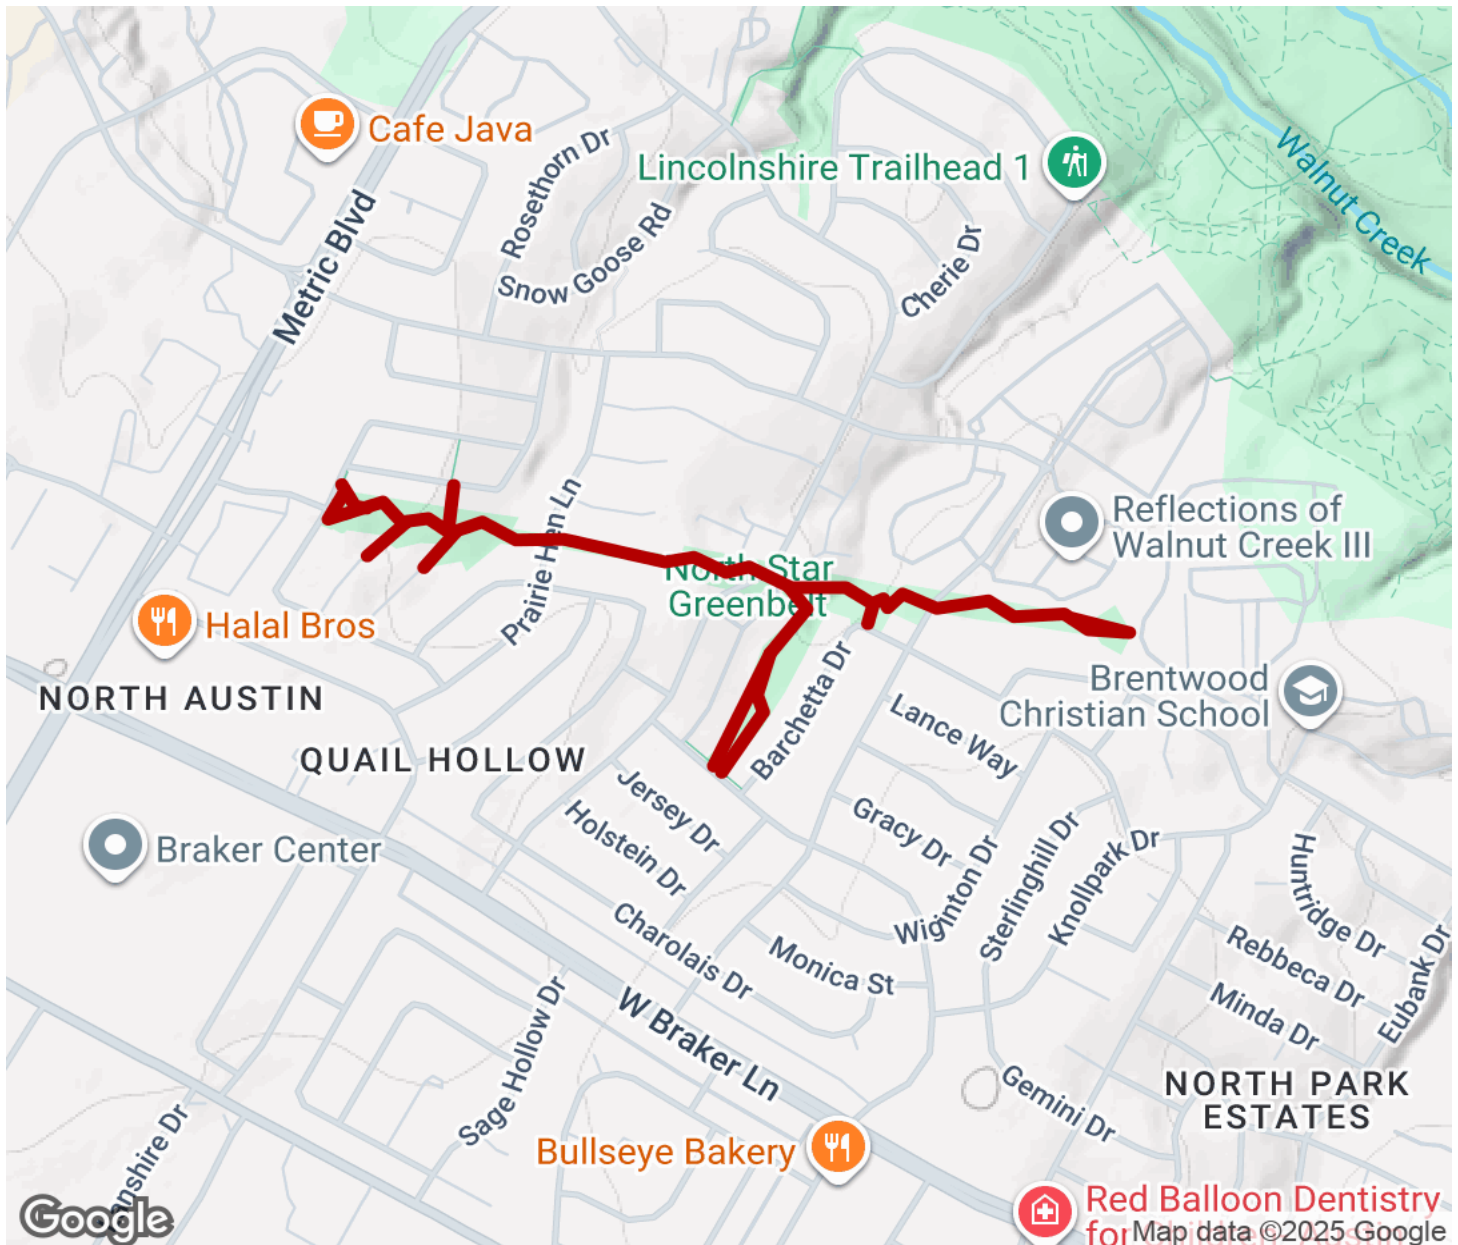 Cafe Java
Rosethorn Dr
Lincolnshire Trailhead 1
Walnut Creek
Metric Blvd
Snow Goose Rd
Cherie Dr
Prairie Hen Ln
Reflections of
Walnut Creek III
North Star
Greenbelt
Halal Bros
NORTH AUSTIN
QUAIL HOLLOW
Barchetta Dr
Brentwood
Christian School
Lance Way
Jersey Dr
Holstein Dr
Gracy Dr
Wiginton Dr
Sterlinghill Dr
Knollpark Dr
Huntridge Dr
Braker Center
Charolais Dr
Monica St
Rebbeca Dr
Minda Dr
Eubank Dr
W Braker Ln
Sage Hollow Dr
Gemini Dr
NORTH PARK
ESTATES
Bullseye Bakery
Red Balloon Dentistry
for Children: Austin
Google
Map data ©2025 Google